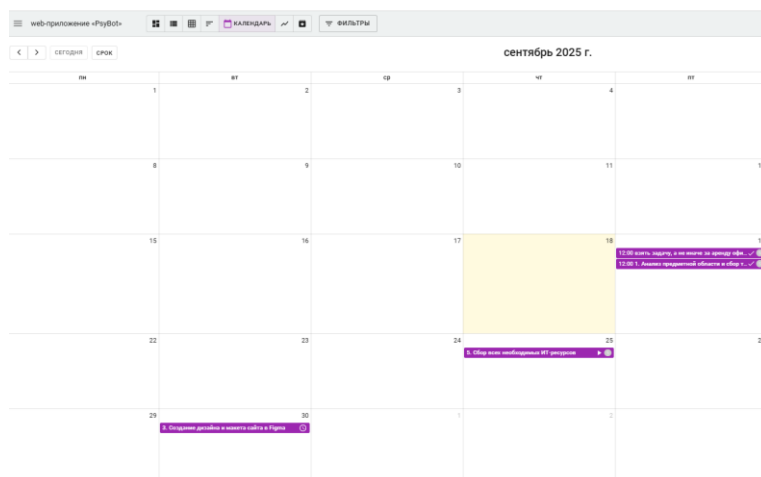 web-приложение «PsyBot» КАЛЕНДАРЬ ФИЛЬТРЫ
СЕГОДНЯ СРОК сентябрь 2025 г.
пн вт ср чт пт
1 2 3 4
8 9 10 11 1
15 16 17 18 1
12:00 взять задачу, а не иначе за аренду офи...
12:00 1. Анализ предметной области и сбор т...
22 23 24 25 2
5. Сбор всех необходимых ИТ-ресурсов
29 30 1 2
3. Создание дизайна и макета сайта в Figma